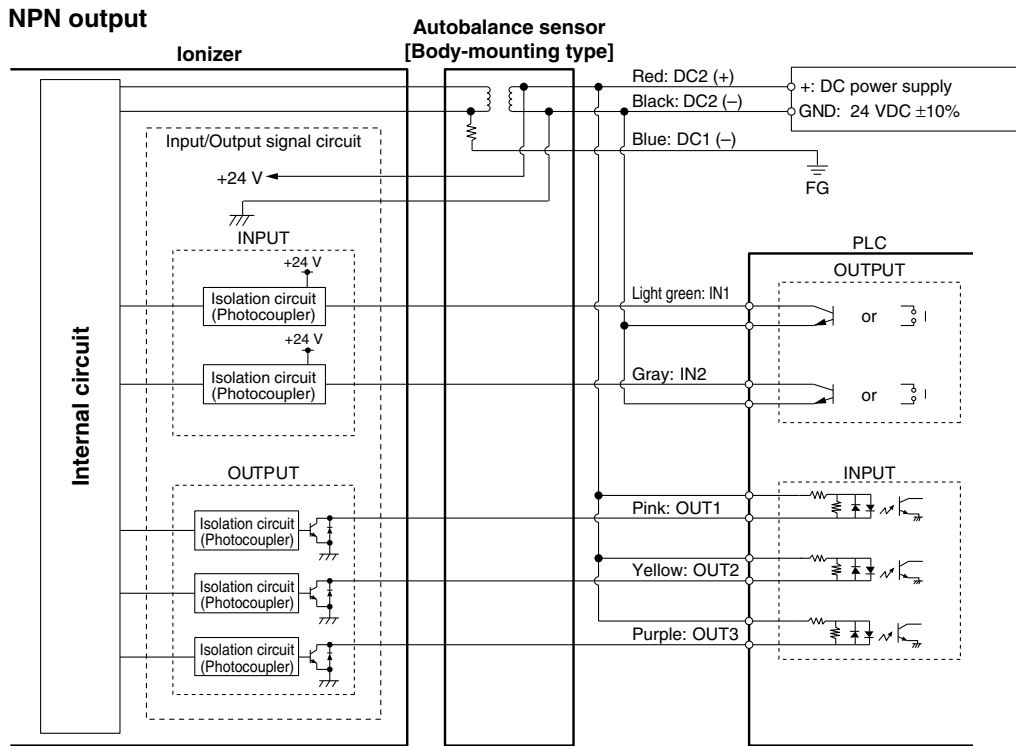 NPN output
Ionizer
Autobalance sensor
[Body-mounting type]
Red: DC2 (+)
Black: DC2 (–)
Blue: DC1 (–)
+: DC power supply
GND: 24 VDC ±10%
FG
Internal circuit
Input/Output signal circuit
+24 V
INPUT
+24 V
Isolation circuit
(Photocoupler)
+24 V
Isolation circuit
(Photocoupler)
OUTPUT
Isolation circuit
(Photocoupler)
Isolation circuit
(Photocoupler)
Isolation circuit
(Photocoupler)
Light green: IN1
Gray: IN2
Pink: OUT1
Yellow: OUT2
Purple: OUT3
PLC
OUTPUT
or
or
INPUT